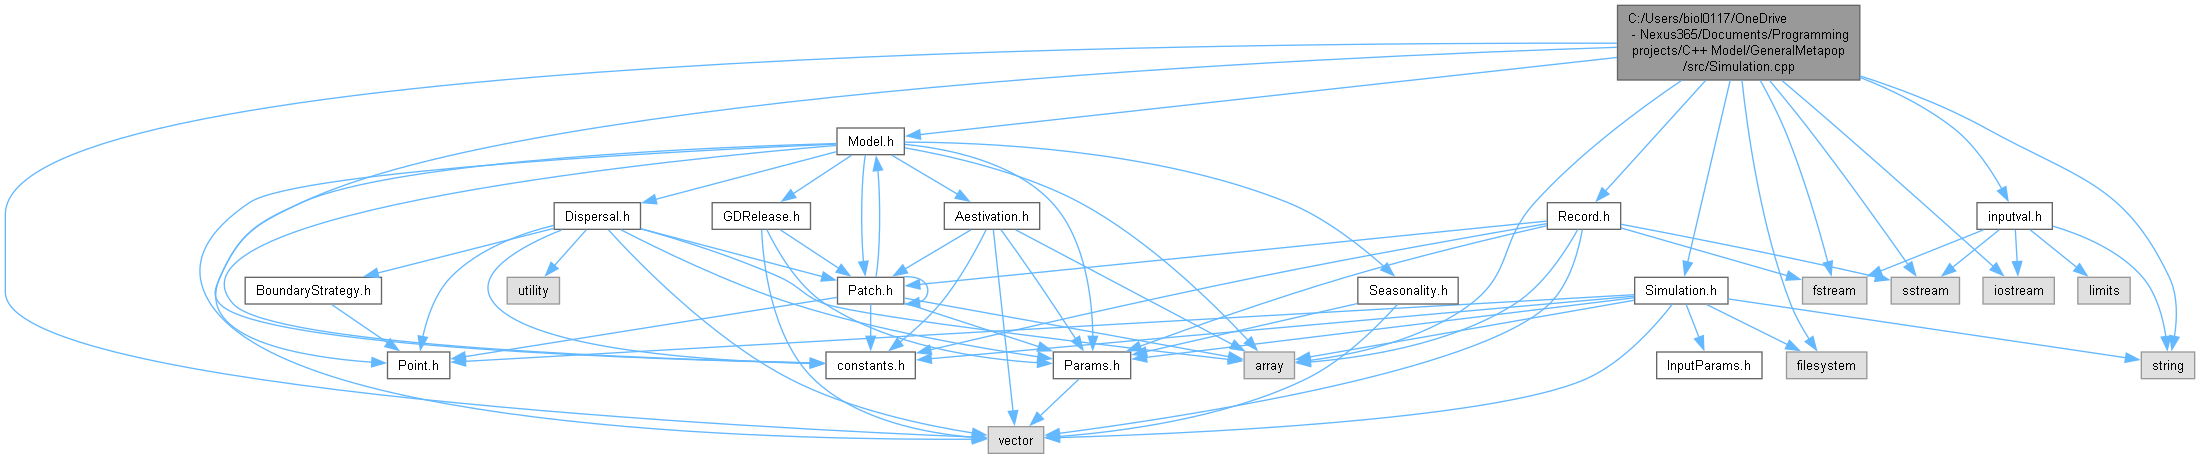 C:/Users/biol0117/OneDrive
- Nexus365/Documents/Programming
projects/C++ Model/GeneralMetapop
/src/Simulation.cpp
Model.h
Dispersal.h
GDRelease.h
Aestivation.h
Record.h
inputval.h
BoundaryStrategy.h
utility
Patch.h
Seasonality.h
Simulation.h
fstream
sstream
iostream
limits
Point.h
constants.h
Params.h
array
InputParams.h
filesystem
string
vector